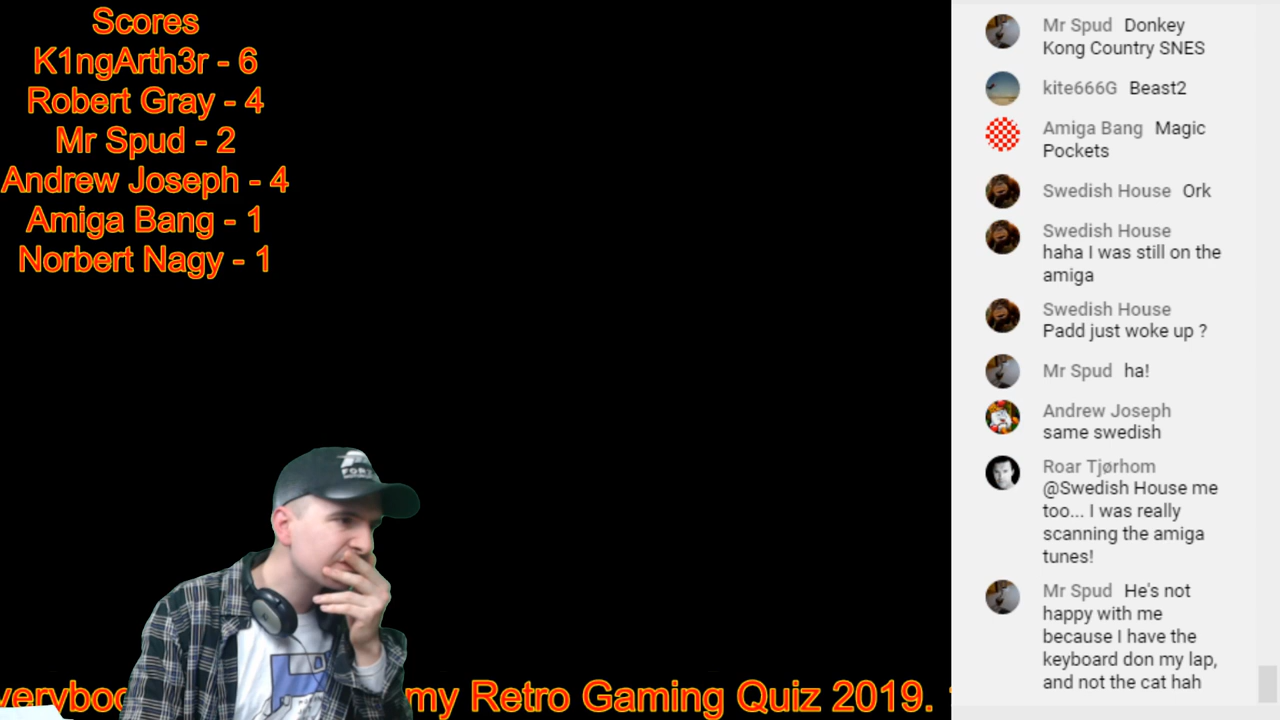 Scores
K1ngArth3r - 6
Robert Gray - 4
Mr Spud - 2
Andrew Joseph - 4
Amiga Bang - 1
Norbert Nagy - 1
my Retro Gaming Quiz 2019.
Mr Spud Donkey
Kong Country SNES
kite666G Beast2
Amiga Bang Magic
Pockets
Swedish House Ork
Swedish House
haha I was still on the
amiga
Swedish House
Padd just woke up ?
Mr Spud ha!
Andrew Joseph
same swedish
Roar Tjørhom
@Swedish House me
too... I was really
scanning the amiga
tunes!
Mr Spud He's not
happy with me
because I have the
keyboard don my lap,
and not the cat hah